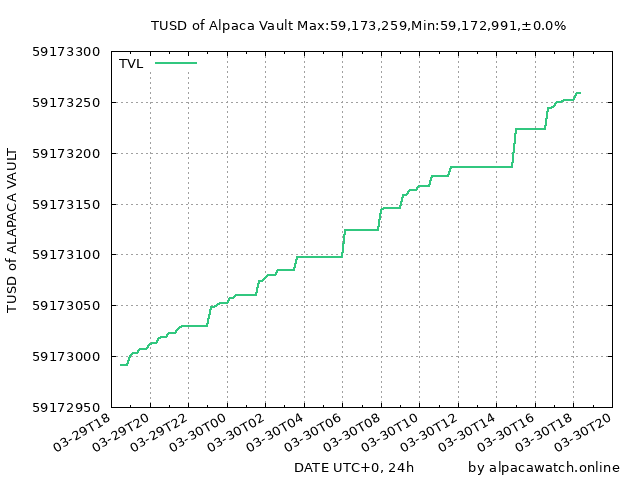 TUSD of Alpaca Vault Max:59,173,259,Min:59,172,991,±0.0%
TVL
59173300
59173250
59173200
59173150
59173100
59173050
59173000
59172950
TUSD of ALAPACA VAULT
03-29T18
03-29T20
03-29T22
03-30T00
03-30T02
03-30T04
03-30T06
03-30T08
03-30T10
03-30T12
03-30T14
03-30T16
03-30T18
03-30T20
DATE UTC+0, 24h
by alpacawatch.online